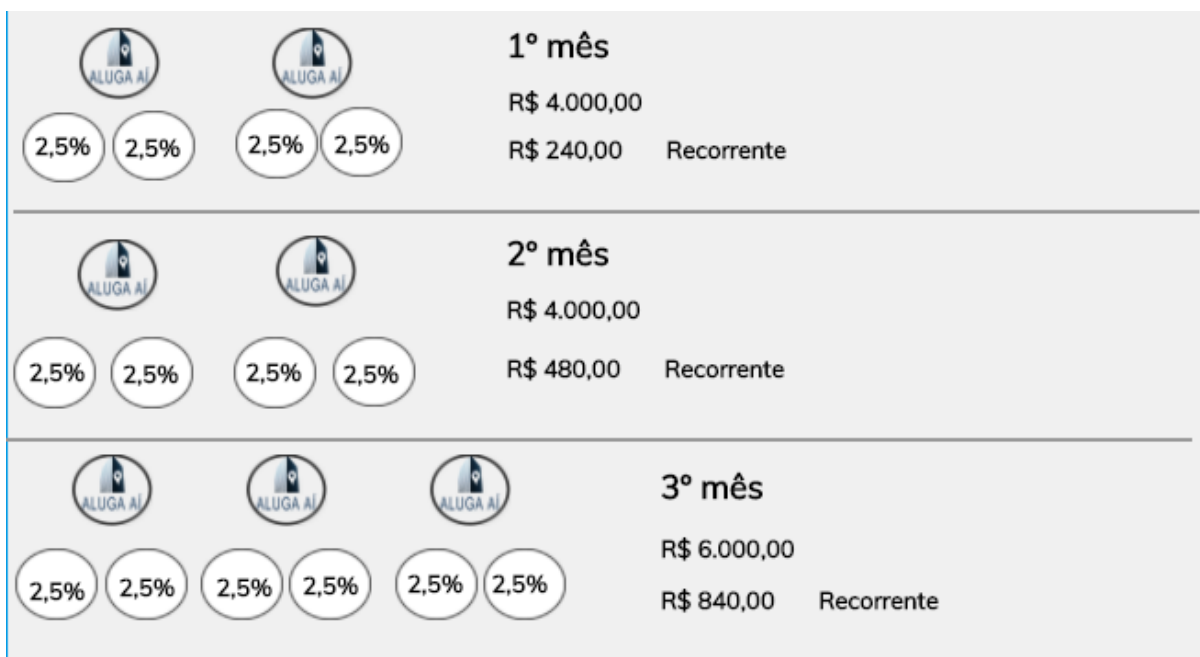 ALUGA AÍ ALUGA AÍ
1º mês
R$ 4.000,00
2,5% 2,5% 2,5% 2,5%
R$ 240,00 Recorrente
ALUGA AÍ ALUGA AÍ
2º mês
R$ 4.000,00
2,5% 2,5% 2,5% 2,5%
R$ 480,00 Recorrente
ALUGA AÍ ALUGA AÍ ALUGA AÍ
3º mês
R$ 6.000,00
2,5% 2,5% 2,5% 2,5% 2,5% 2,5%
R$ 840,00 Recorrente